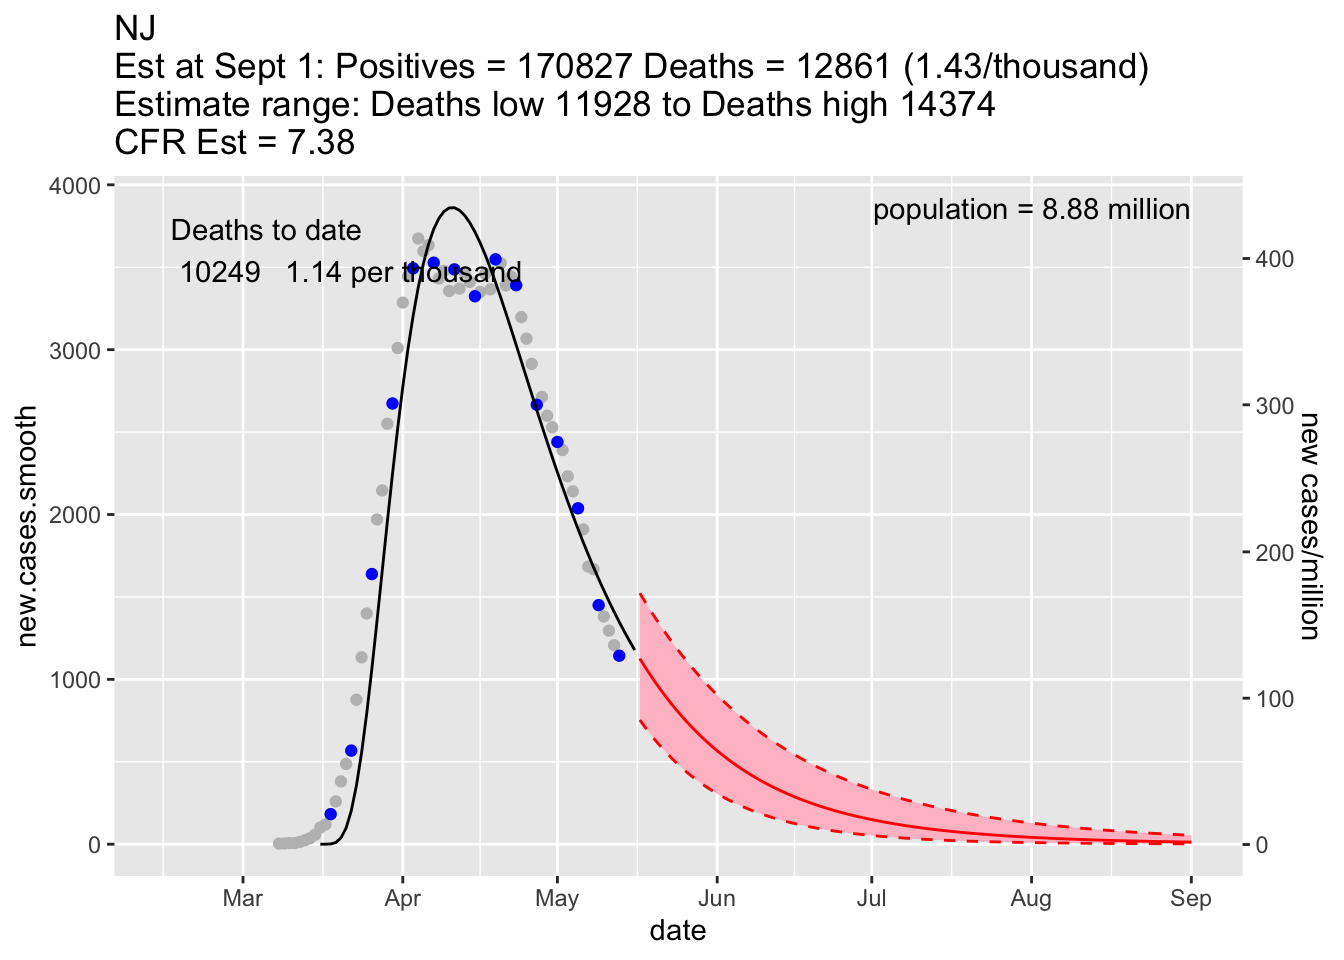 NJ
Est at Sept 1: Positives = 170827 Deaths = 12861 (1.43/thousand)
Estimate range: Deaths low 11928 to Deaths high 14374
CFR Est = 7.38
Deaths to date
10249 1.14 per thousand
population = 8.88 million
4000
3000
2000
1000
0
new.cases.smooth
400
300
200
100
0
new cases/million
Mar Apr May Jun Jul Aug Sep
date